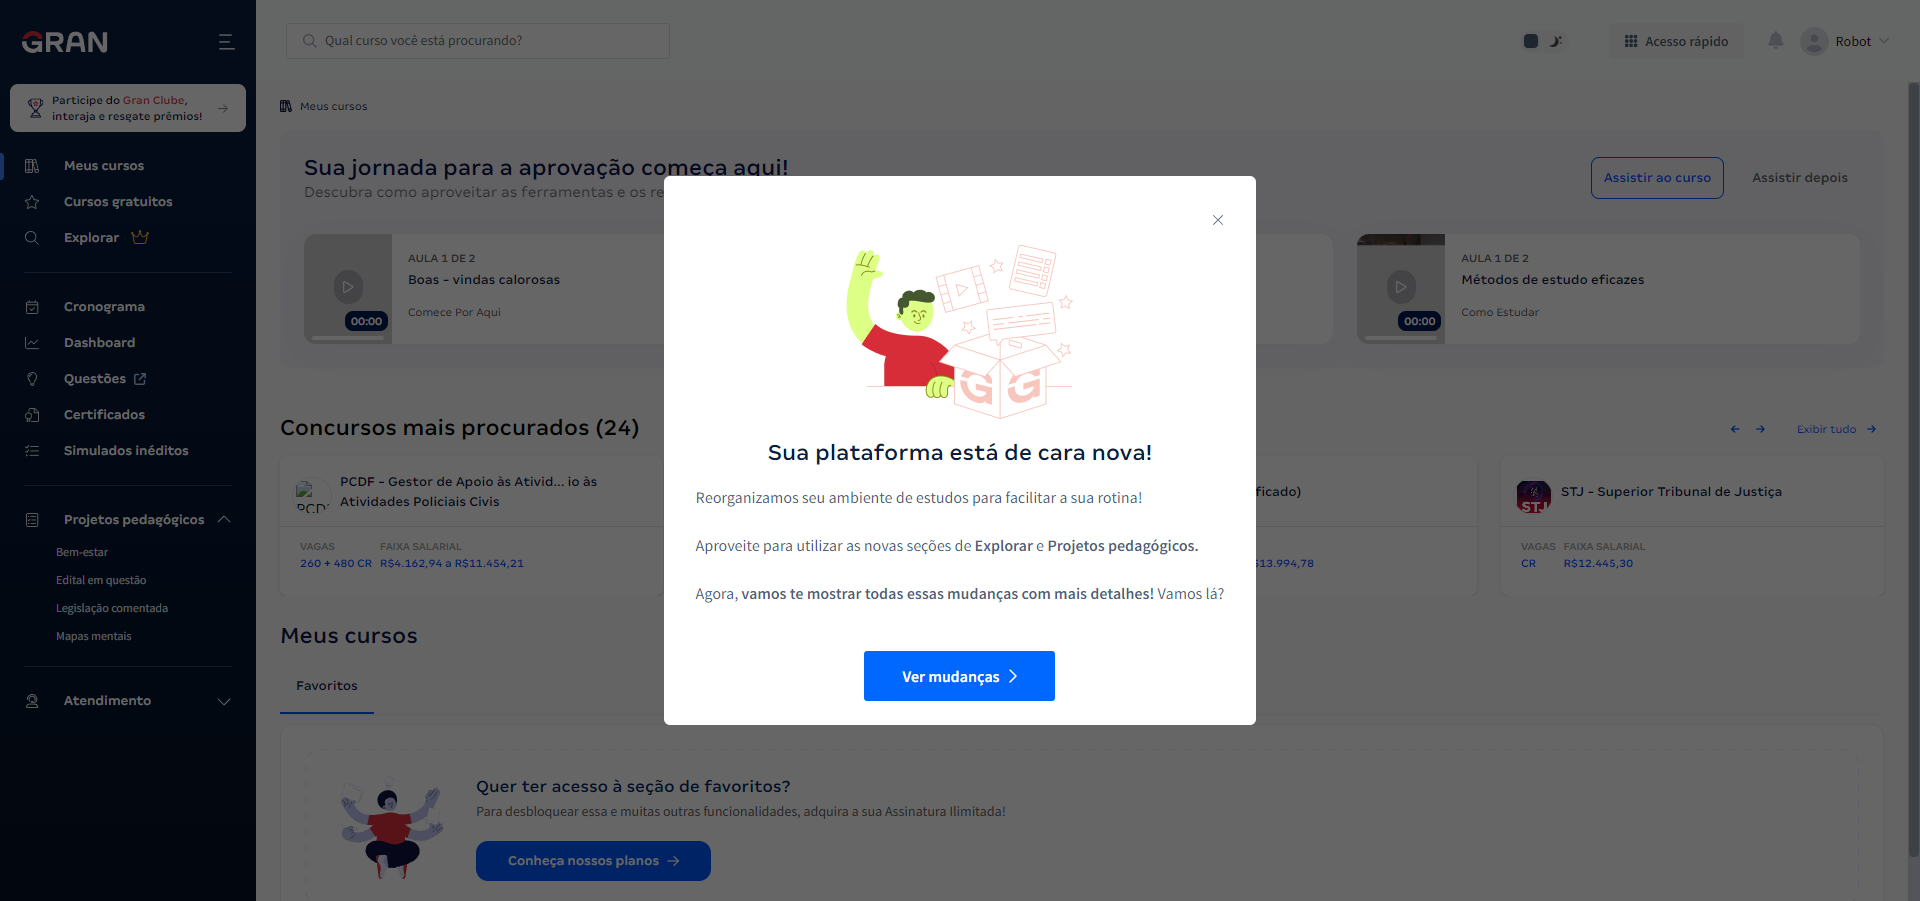 GRAN
Qual curso você está procurando?
Acesso rápido
Robot
Participe do Gran Clube,
interaja e resgate prêmios!
Meus cursos
Cursos gratuitos
Explorar
Cronograma
Dashboard
Questões
Certificados
Simulados inéditos
Projetos pedagógicos
Bem-estar
Edital em questão
Legislação comentada
Mapas mentais
Atendimento
Meus cursos
Sua jornada para a aprovação começa aqui!
Descubra como aproveitar as ferramentas e os re
Assistir ao curso
Assistir depois
AULA 1 DE 2
Boas - vindas calorosas
Comece Por Aqui
00:00
AULA 1 DE 2
Métodos de estudo eficazes
Como Estudar
00:00
Concursos mais procurados (24)
Exibir tudo
PCDF
PCDF - Gestor de Apoio às Ativid... io às
Atividades Policiais Civis
VAGAS FAIXA SALARIAL
260 + 480 CR R$4.162,94 a R$11.454,21
ficado)
13.994,78
STJ
STJ - Superior Tribunal de Justiça
VAGAS FAIXA SALARIAL
CR R$12.445,30
Meus cursos
Favoritos
Quer ter acesso à seção de favoritos?
Para desbloquear essa e muitas outras funcionalidades, adquira a sua Assinatura Ilimitada!
Conheça nossos planos
G G
Sua plataforma está de cara nova!
Reorganizamos seu ambiente de estudos para facilitar a sua rotina!
Aproveite para utilizar as novas seções de Explorar e Projetos pedagógicos.
Agora, vamos te mostrar todas essas mudanças com mais detalhes! Vamos lá?
Ver mudanças